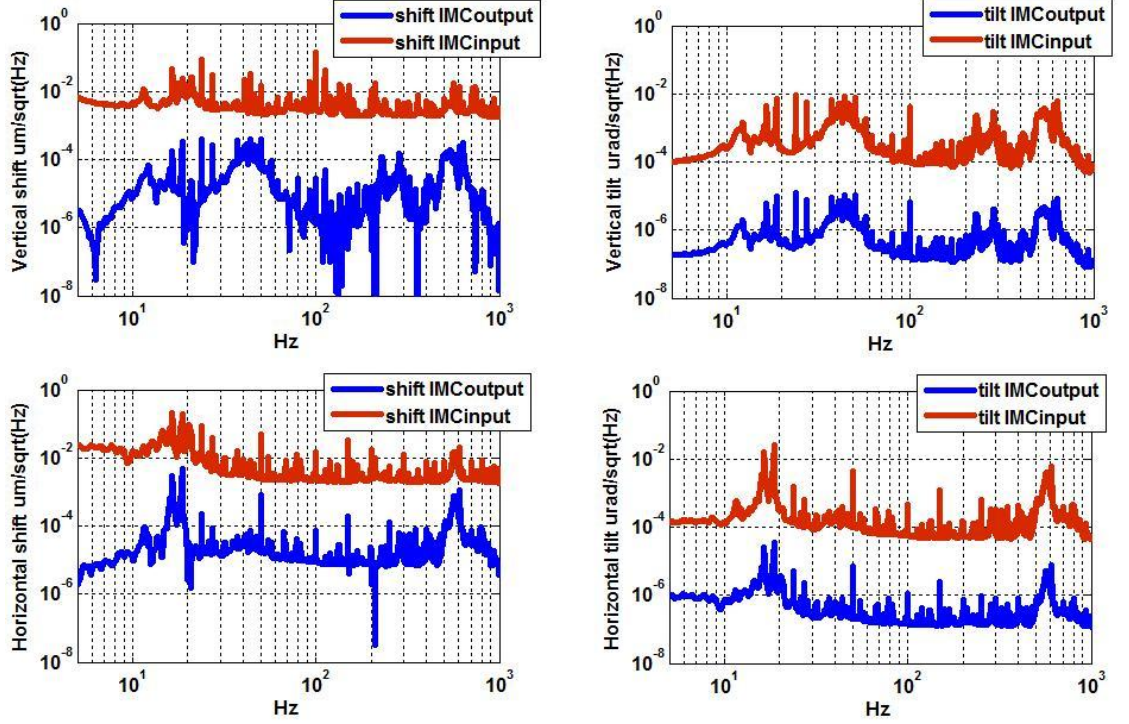 shift IMCoutput
shift IMCinput
Vertical shift um/sqrt(Hz)
10^0
10^-2
10^-4
10^-6
10^-8
10^1
10^2
10^3
Hz
tilt IMCoutput
tilt IMCinput
Vertical tilt urad/sqrt(Hz)
10^0
10^-2
10^-4
10^-6
10^-8
10^1
10^2
10^3
Hz
shift IMCoutput
shift IMCinput
Horizontal shift um/sqrt(Hz)
10^0
10^-2
10^-4
10^-6
10^-8
10^1
10^2
10^3
Hz
tilt IMCoutput
tilt IMCinput
Horizontal tilt urad/sqrt(Hz)
10^0
10^-2
10^-4
10^-6
10^-8
10^1
10^2
10^3
Hz